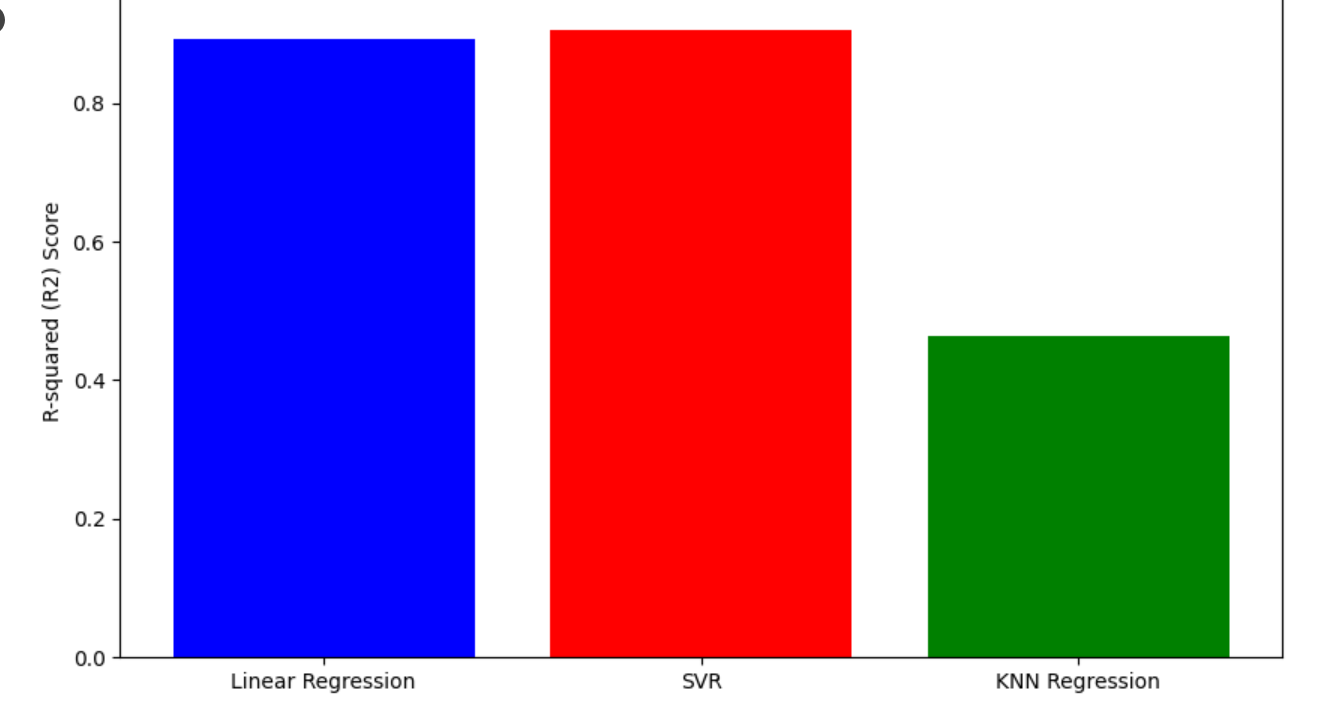 0.8
0.6
0.4
0.2
0.0
R-squared (R2) Score
Linear Regression
SVR
KNN Regression